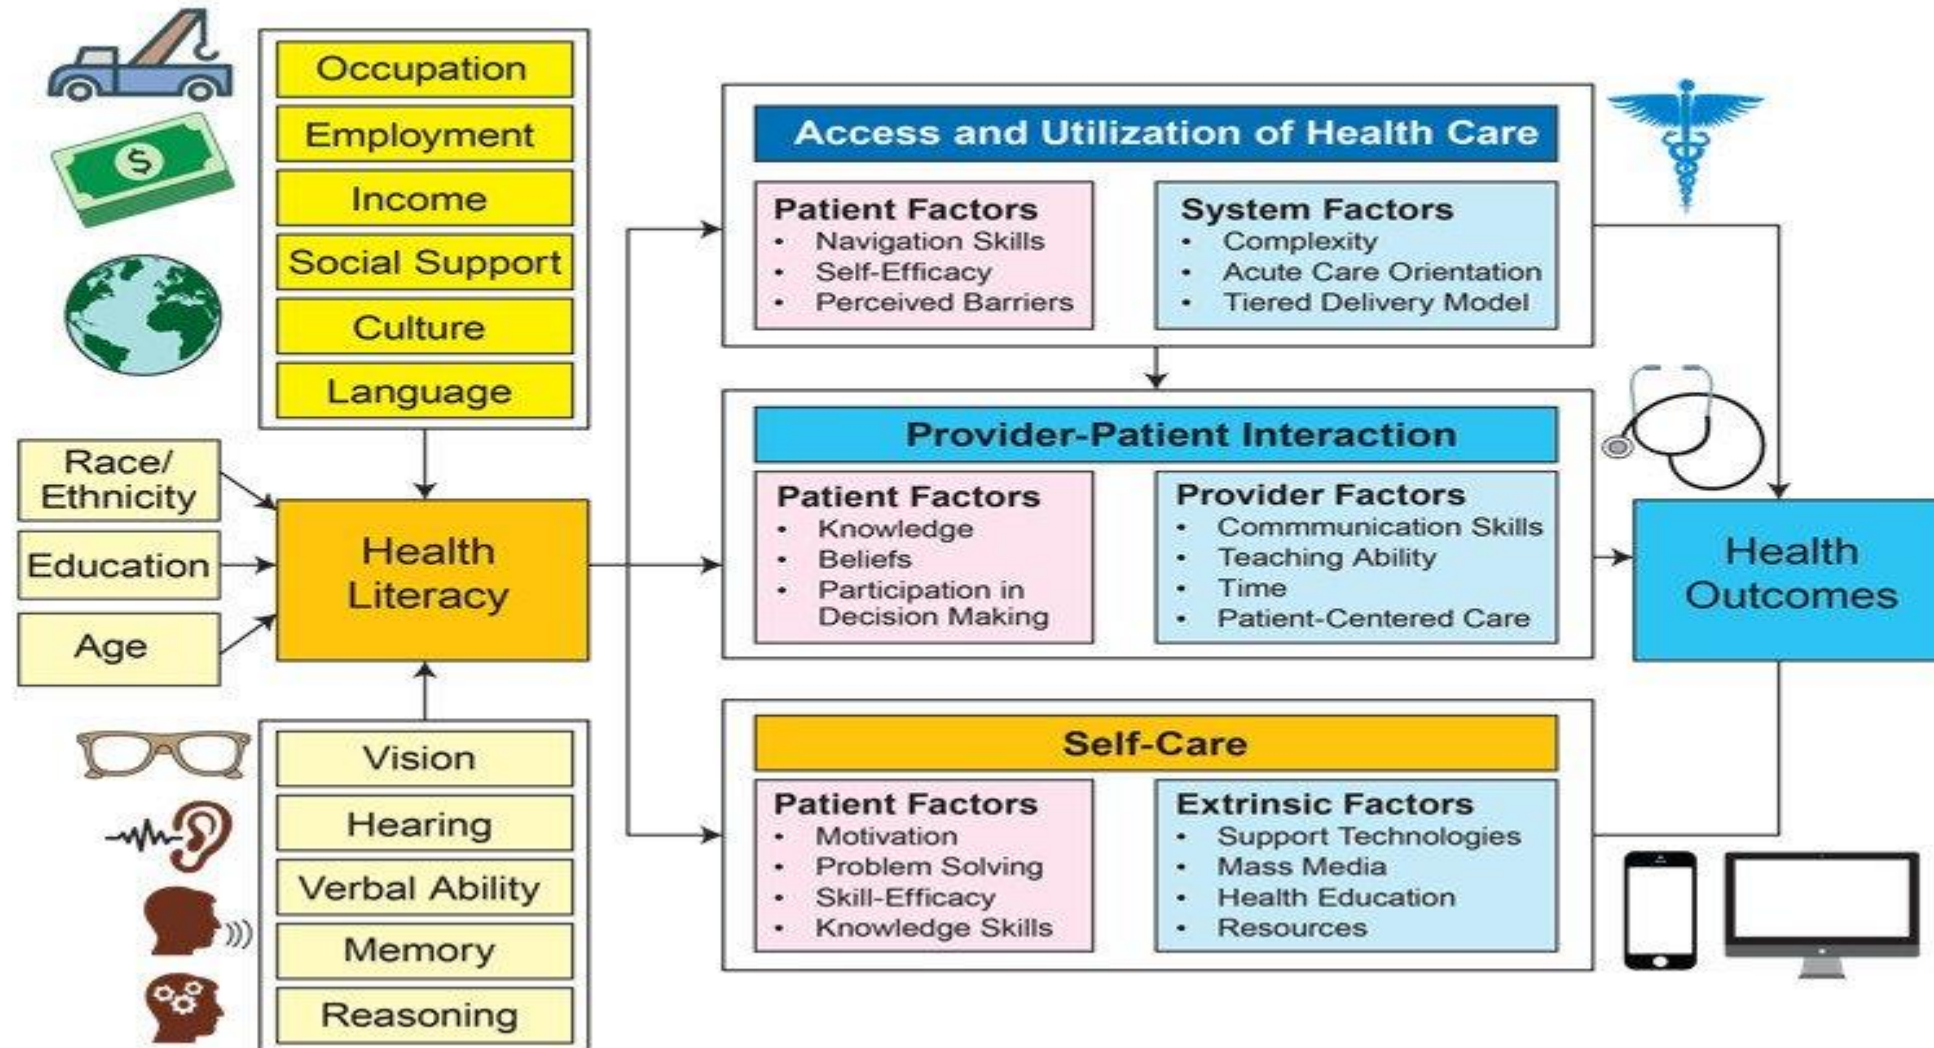 Occupation
Employment
Income
Social Support
Culture
Language
Race/
Ethnicity
Education
Age
Health
Literacy
Vision
Hearing
Verbal Ability
Memory
Reasoning
$
Access and Utilization of Health Care
Patient Factors
• Navigation Skills
• Self-Efficacy
• Perceived Barriers
System Factors
• Complexity
• Acute Care Orientation
• Tiered Delivery Model
Provider-Patient Interaction
Patient Factors
• Knowledge
• Beliefs
• Participation in
Decision Making
Provider Factors
• Commmunication Skills
• Teaching Ability
• Time
• Patient-Centered Care
Self-Care
Patient Factors
• Motivation
• Problem Solving
• Skill-Efficacy
• Knowledge Skills
Extrinsic Factors
• Support Technologies
• Mass Media
• Health Education
• Resources
Health
Outcomes